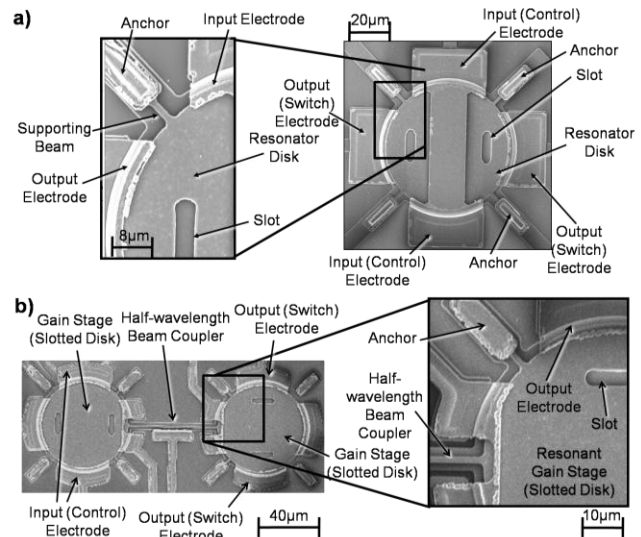 a)
Anchor
Input Electrode
Supporting
Beam
Output
Electrode
Resonator
Disk
Slot
8µm
20µm
Input (Control)
Electrode
Anchor
Slot
Output
(Switch)
Electrode
Resonator
Disk
Output
(Switch)
Electrode
Input (Control)
Electrode
Anchor
b)
Gain Stage
(Slotted Disk)
Half-wavelength
Beam Coupler
Output (Switch)
Electrode
Input (Control)
Electrode
Output (Switch)
Electrode
Gain Stage
(Slotted Disk)
40µm
Anchor
Half-
wavelength
Beam
Coupler
Output
Electrode
Slot
Resonant
Gain Stage
(Slotted Disk)
10µm